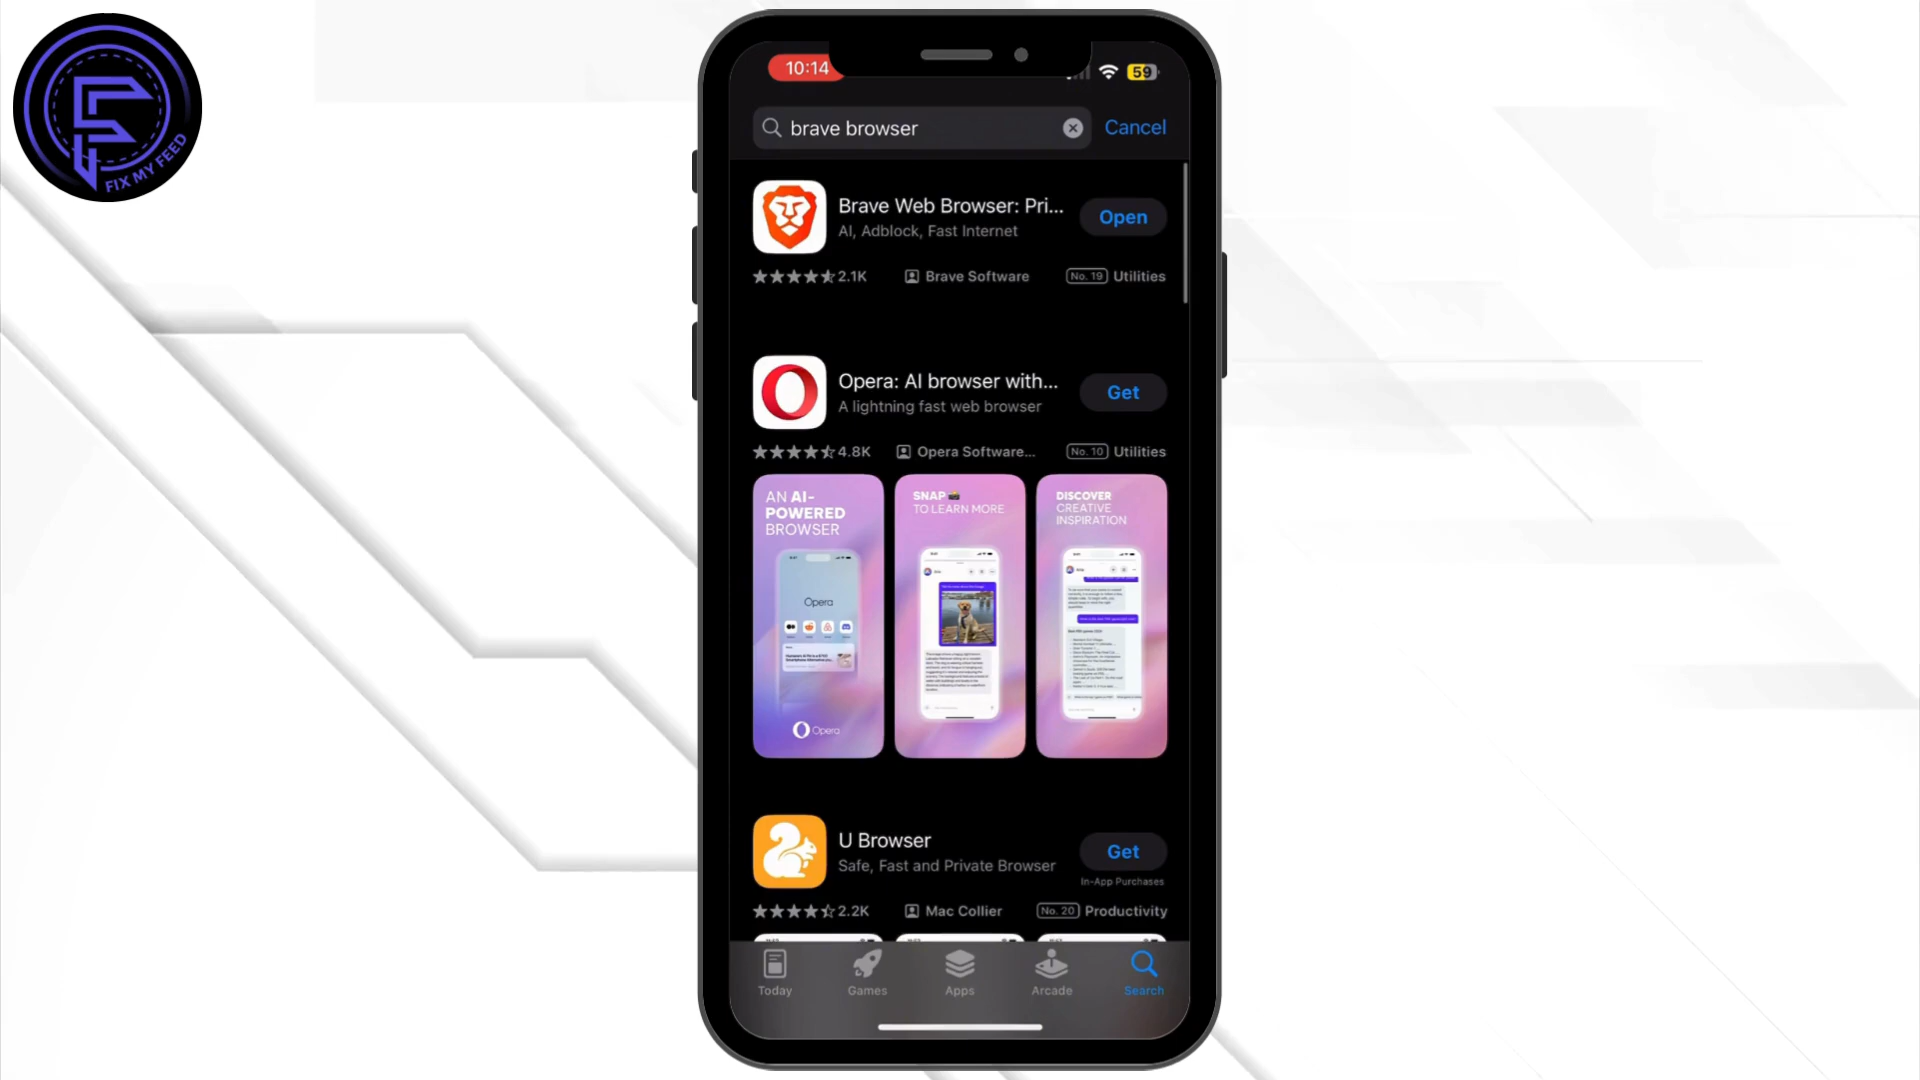 FIX MY FEED
10:14
59
brave browser
Cancel
Brave Web Browser: Pri...
AI, Adblock, Fast Internet
Open
2.1K
Brave Software
No. 19 Utilities
Opera: AI browser with...
A lightning fast web browser
Get
4.8K
Opera Software...
No. 10 Utilities
AN AI-
POWERED
BROWSER
Opera
Opera
SNAP
TO LEARN MORE
DISCOVER
CREATIVE
INSPIRATION
U Browser
Safe, Fast and Private Browser
Get
In-App Purchases
2.2K
Mac Collier
No. 20 Productivity
Today
Games
Apps
Arcade
Search